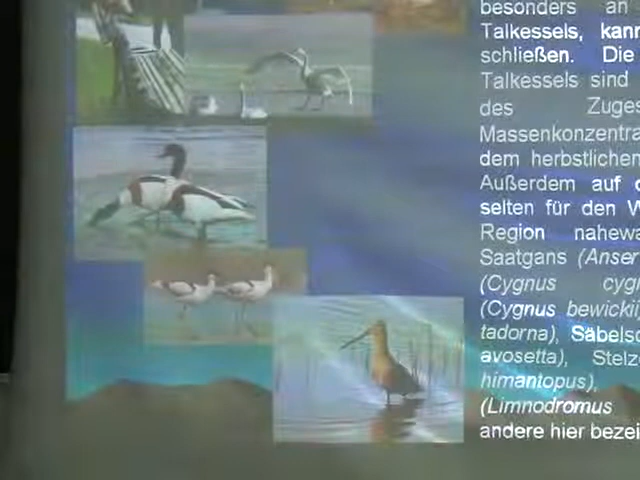 besonders an
Talkessels, kann
schließen. Die
Talkessels sind
des Zuges
Massenkonzentra
dem herbstlichen
Außerdem auf d
selten für den W
Region nahewa
Saatgans (Anser
(Cygnus cygn
(Cygnus bewickii
tadorna), Säbelsc
avosetta), Stelz
himantopus),
(Limnodromus
andere hier bezei